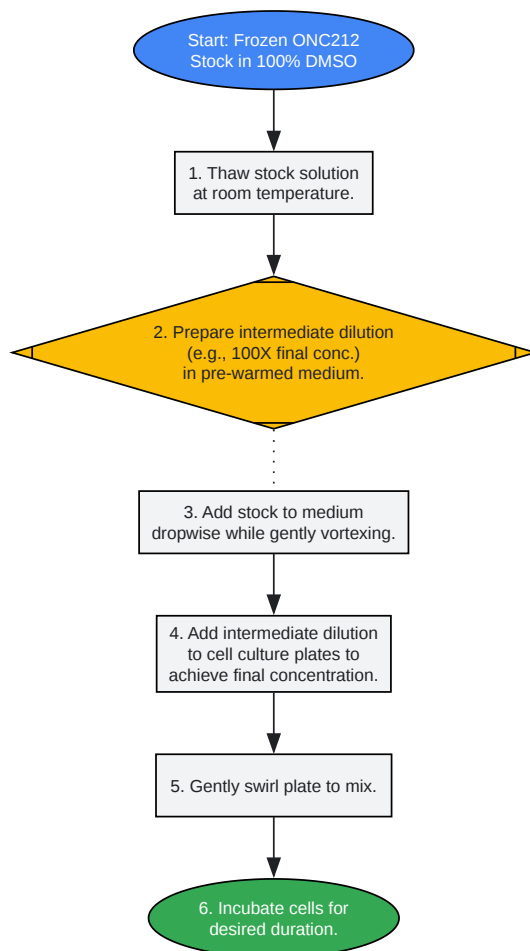 Start: Frozen ONC212
Stock in 100% DMSO
1. Thaw stock solution
at room temperature.
2. Prepare intermediate dilution
(e.g., 100X final conc.)
in pre-warmed medium.
3. Add stock to medium
dropwise while gently vortexing.
4. Add intermediate dilution
to cell culture plates to
achieve final concentration.
5. Gently swirl plate to mix.
6. Incubate cells for
desired duration.